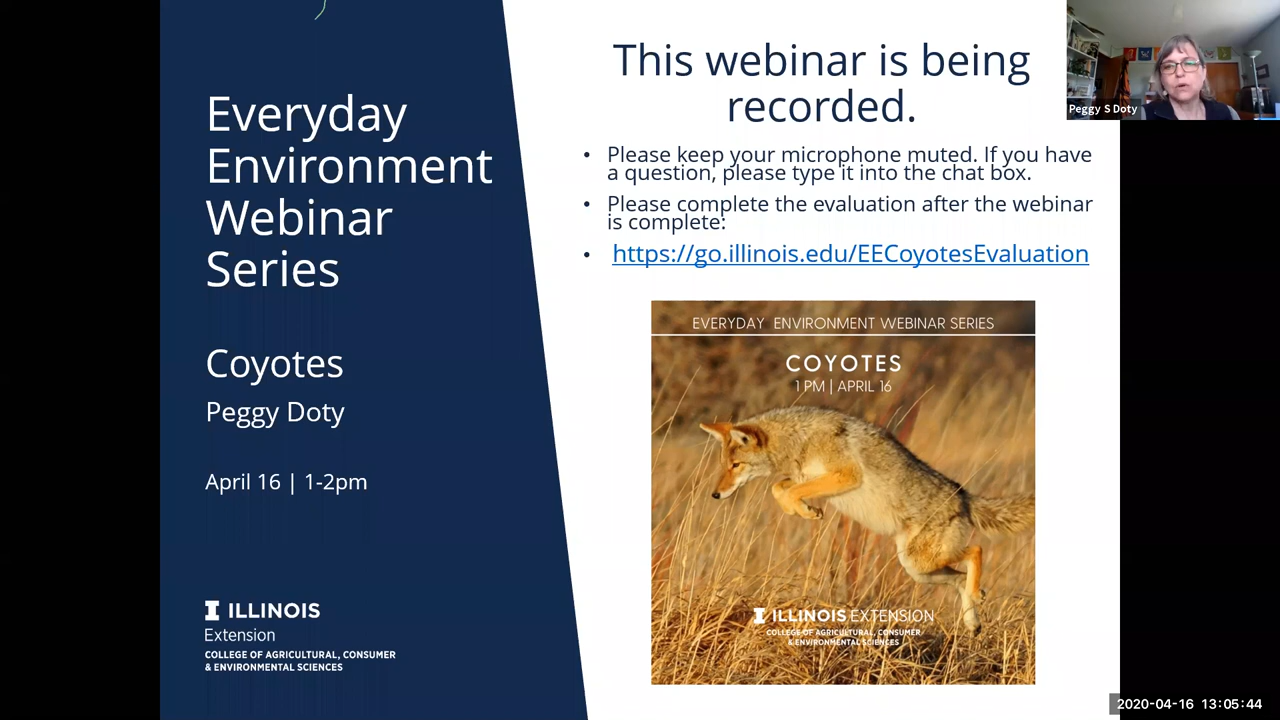 Everyday
Environment
Webinar
Series
Coyotes
Peggy Doty
April 16 | 1-2pm
ILLINOIS
Extension
COLLEGE OF AGRICULTURAL, CONSUMER
& ENVIRONMENTAL SCIENCES
This webinar is being
recorded.
• Please keep your microphone muted. If you have
a question, please type it into the chat box.
• Please complete the evaluation after the webinar
is complete:
• https://go.illinois.edu/EECoyotesEvaluation
EVERYDAY ENVIRONMENT WEBINAR SERIES
COYOTES
1 PM | APRIL 16
ILLINOIS EXTENSION
COLLEGE OF AGRICULTURAL, CONSUMER
& ENVIRONMENTAL SCIENCES
Peggy S Doty
2020-04-16 13:05:44